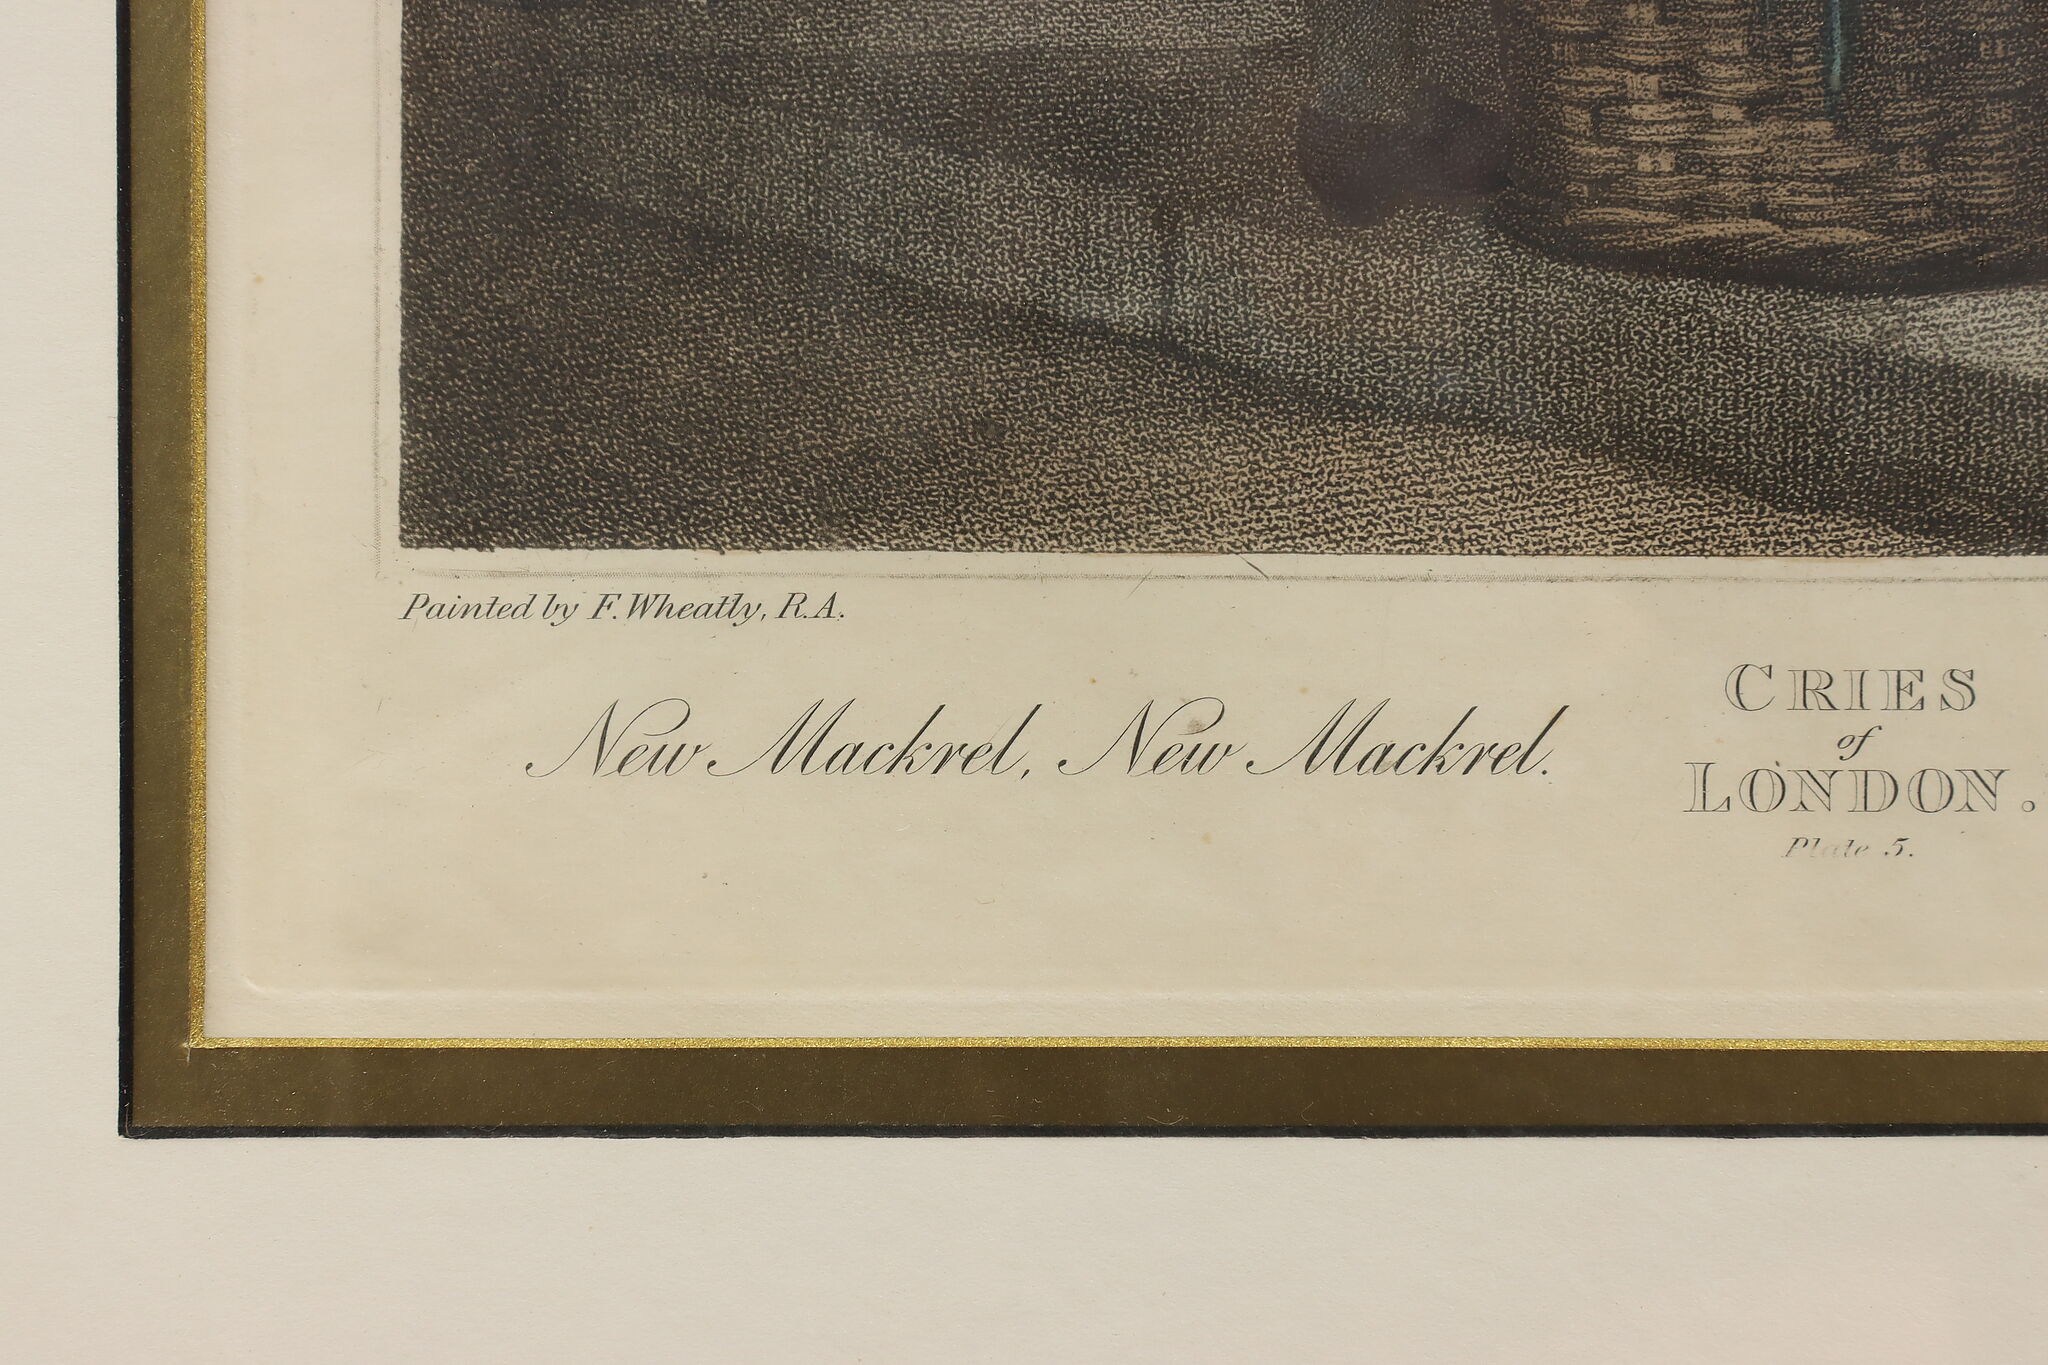 Painted by F. Wheatly, R.A.
New Mackrel, New Mackrel.
CRIES
of
LONDON.
Plate 5.